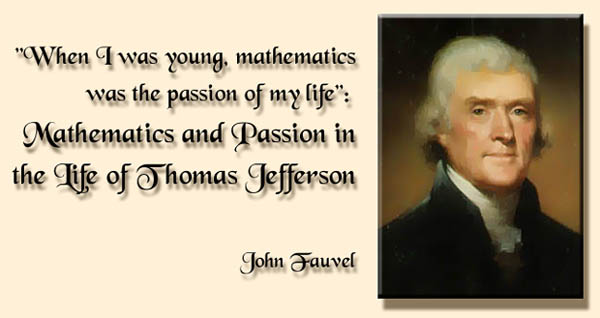 "When I was young, mathematics
was the passion of my life":
Mathematics and Passion in
the Life of Thomas Jefferson
John Fauvel